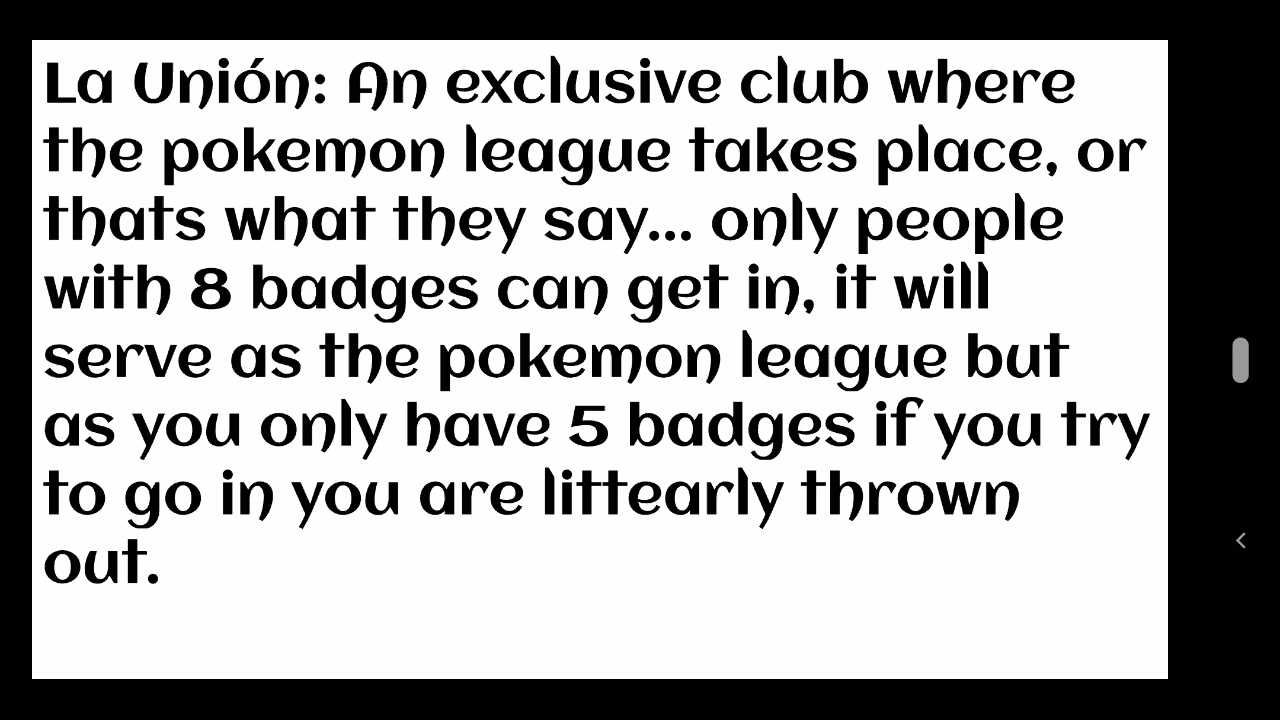 La Unión: An exclusive club where
the pokemon league takes place, or
thats what they say... only people
with 8 badges can get in, it will
serve as the pokemon league but
as you only have 5 badges if you try
to go in you are littearly thrown
out.